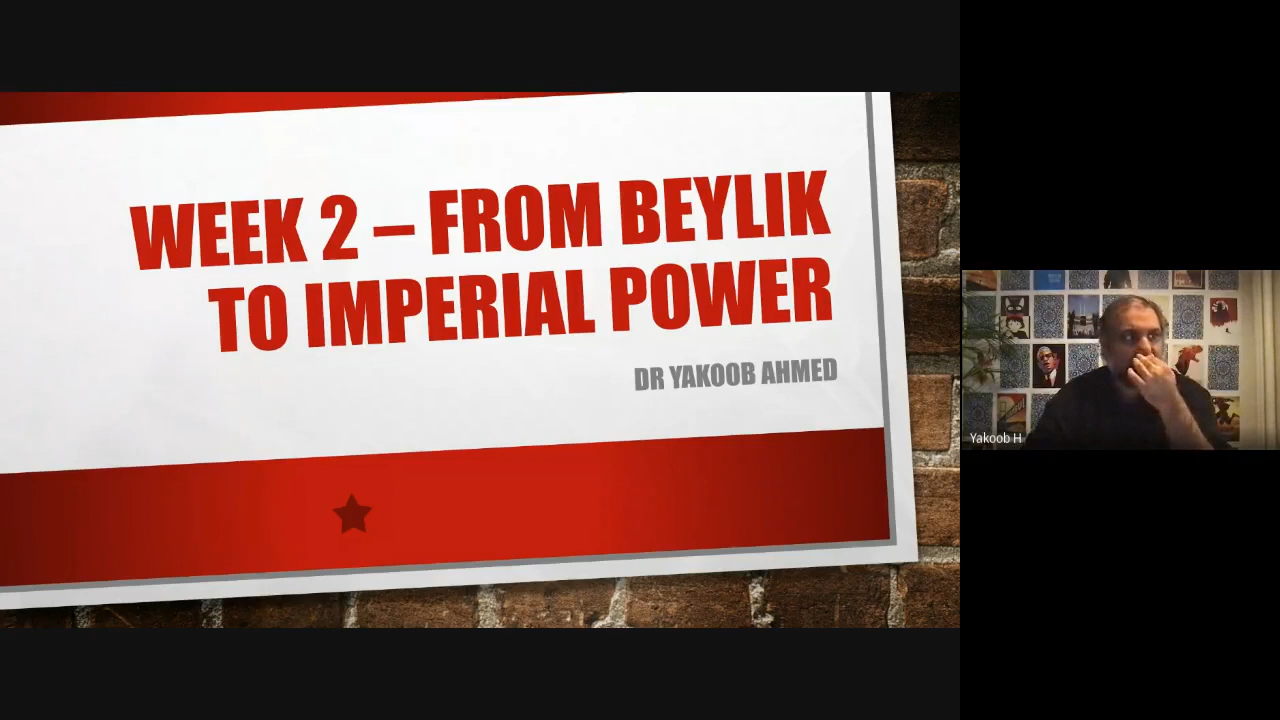 WEEK 2 – FROM BEYLIK
TO IMPERIAL POWER
DR YAKOOB AHMED
Yakoob H